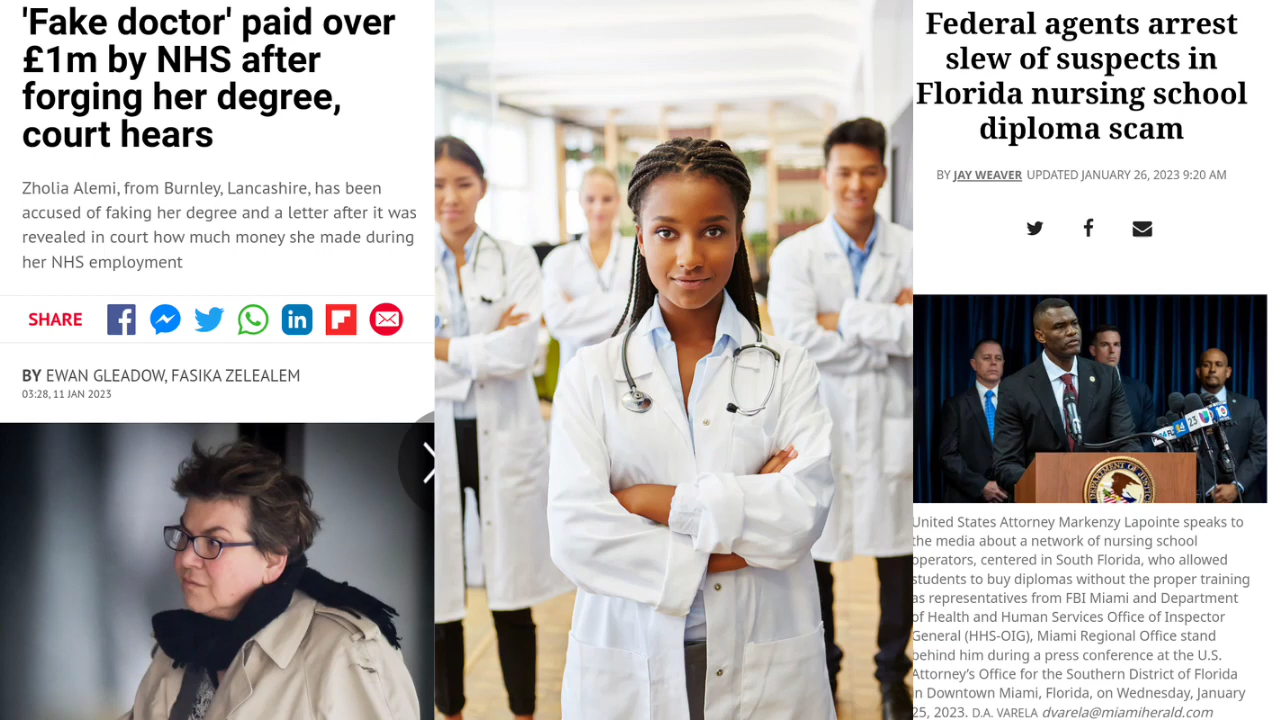 'Fake doctor' paid over
£1m by NHS after
forging her degree,
court hears
Zholia Alemi, from Burnley, Lancashire, has been
accused of faking her degree and a letter after it was
revealed in court how much money she made during
her NHS employment
SHARE
BY EWAN GLEADOW, FASIKA ZELEALEM
03:28, 11 JAN 2023
Federal agents arrest
slew of suspects in
Florida nursing school
diploma scam
BY JAY WEAVER UPDATED JANUARY 26, 2023 9:20 AM
DEPARTMENT OF JUSTICE
United States Attorney Markenzy Lapointe speaks to
the media about a network of nursing school
operators, centered in South Florida, who allowed
students to buy diplomas without the proper training
as representatives from FBI Miami and Department
of Health and Human Services Office of Inspector
General (HHS-OIG), Miami Regional Office stand
behind him during a press conference at the U.S.
Attorney's Office for the Southern District of Florida
in Downtown Miami, Florida, on Wednesday, January
25, 2023. D.A. VARELA dvarela@miamiherald.com